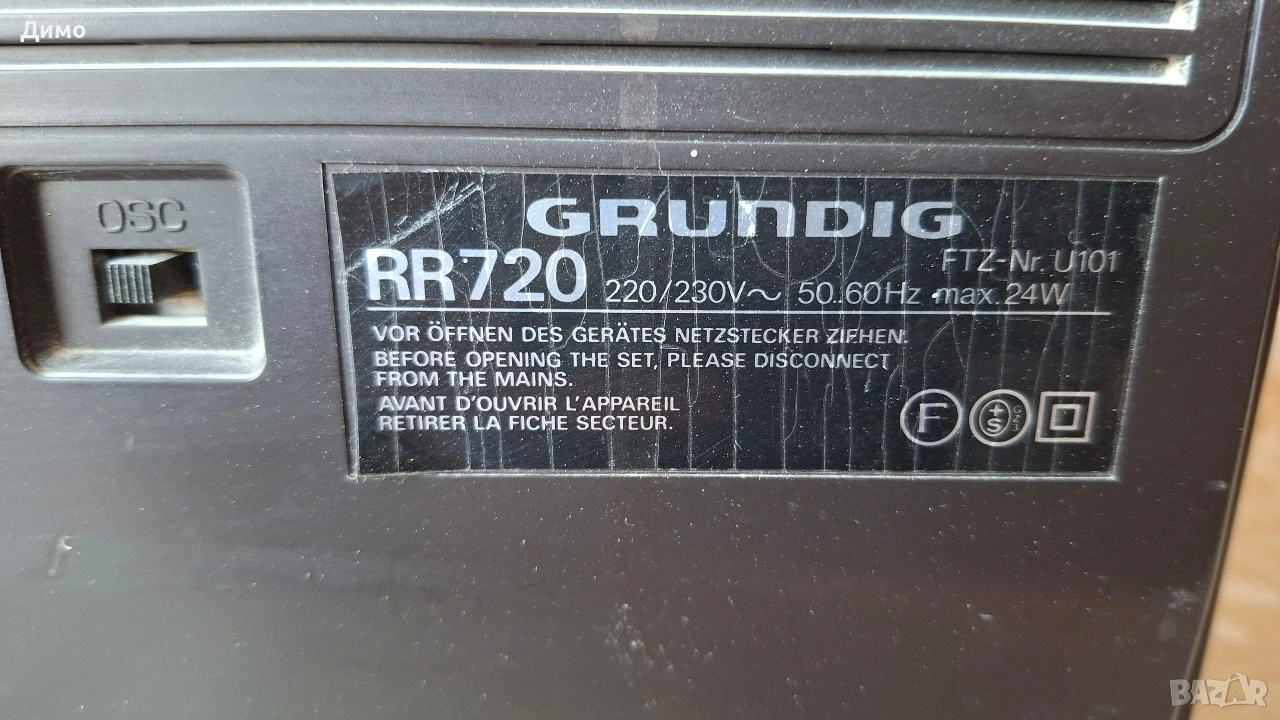 Димо
OSC
GRUNDIG
FTZ-Nr. U101
RR720 220/230V~ 50.60Hz max.24W
VOR ÖFFNEN DES GERÄTES NETZSTECKER ZIEHEN.
BEFORE OPENING THE SET, PLEASE DISCONNECT
FROM THE MAINS.
AVANT D'OUVRIR L'APPAREIL
RETIRER LA FICHE SECTEUR.
F
+
S
BAZAR